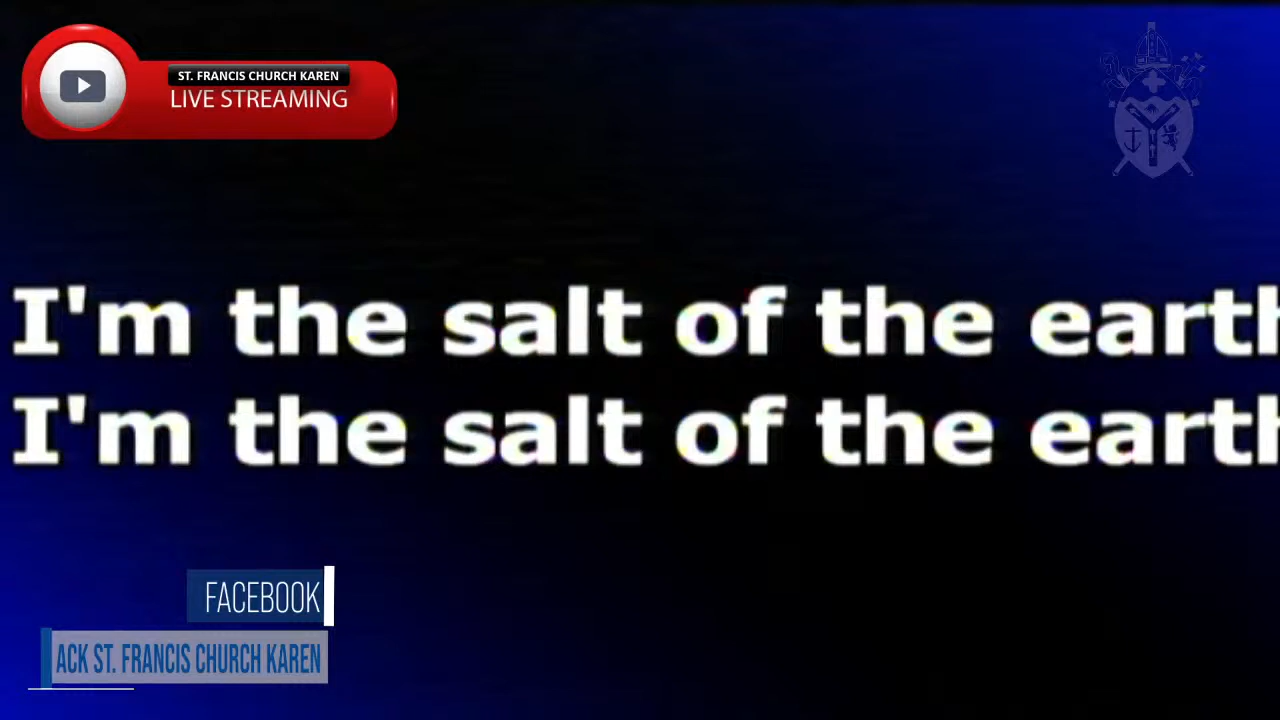 ST. FRANCIS CHURCH KAREN
LIVE STREAMING
I'm the salt of the earth
I'm the salt of the earth
FACEBOOK
ACK ST. FRANCIS CHURCH KAREN